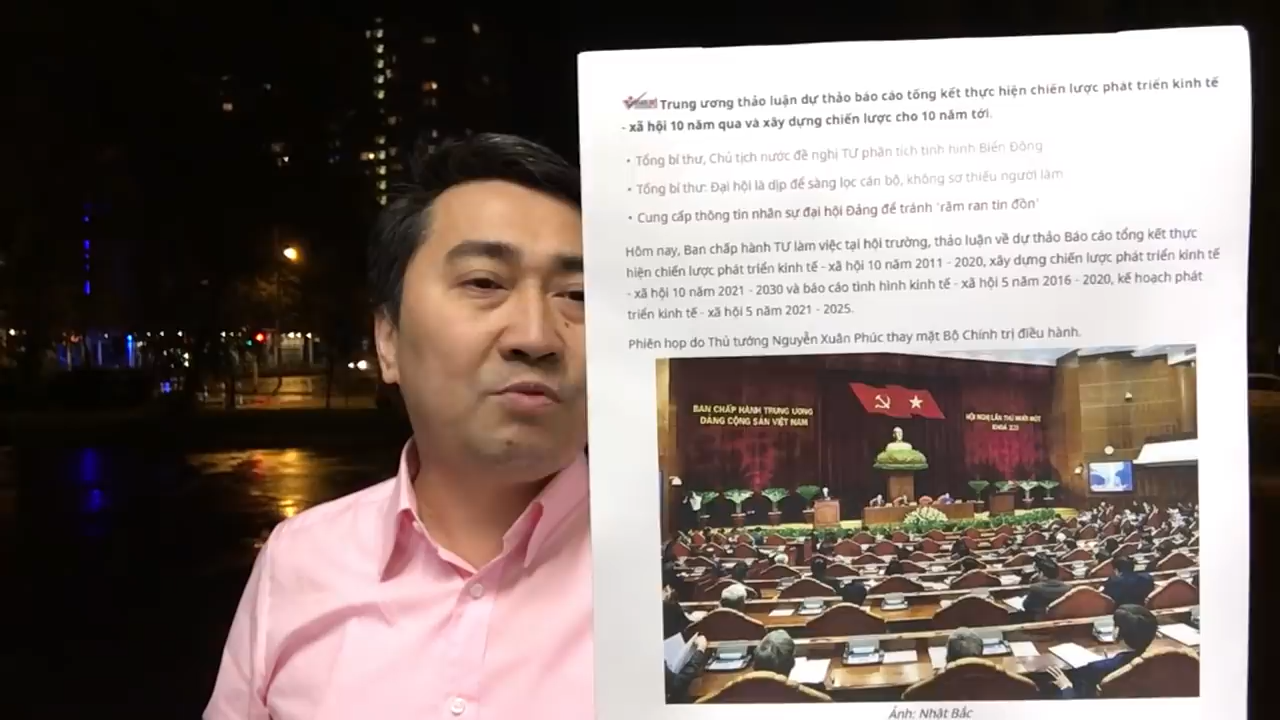 Trung ương thảo luận dự thảo báo cáo tổng kết thực hiện chiến lược phát triển kinh tế
- xã hội 10 năm qua và xây dựng chiến lược cho 10 năm tới.
• Tổng bí thư, Chủ tịch nước đề nghị TƯ phân tích tình hình Biển Đông
• Tổng bí thư: Đại hội là dịp để sàng lọc cán bộ, không sợ thiếu người làm
• Cung cấp thông tin nhân sự đại hội Đảng để tránh 'râm ran tin đồn'
Hôm nay, Ban chấp hành TƯ làm việc tại hội trường, thảo luận về dự thảo Báo cáo tổng kết thực
hiện chiến lược phát triển kinh tế - xã hội 10 năm 2011 - 2020, xây dựng chiến lược phát triển kinh tế
- xã hội 10 năm 2021 - 2030 và báo cáo tình hình kinh tế - xã hội 5 năm 2016 - 2020, kế hoạch phát
triển kinh tế - xã hội 5 năm 2021 - 2025.
Phiên họp do Thủ tướng Nguyễn Xuân Phúc thay mặt Bộ Chính trị điều hành.
BAN CHẤP HÀNH TRUNG ƯƠNG
ĐẢNG CỘNG SẢN VIỆT NAM
HỘI NGHỊ LẦN THỨ MƯỜI MỘT
KHOÁ XII
Ảnh: Nhật Bắc